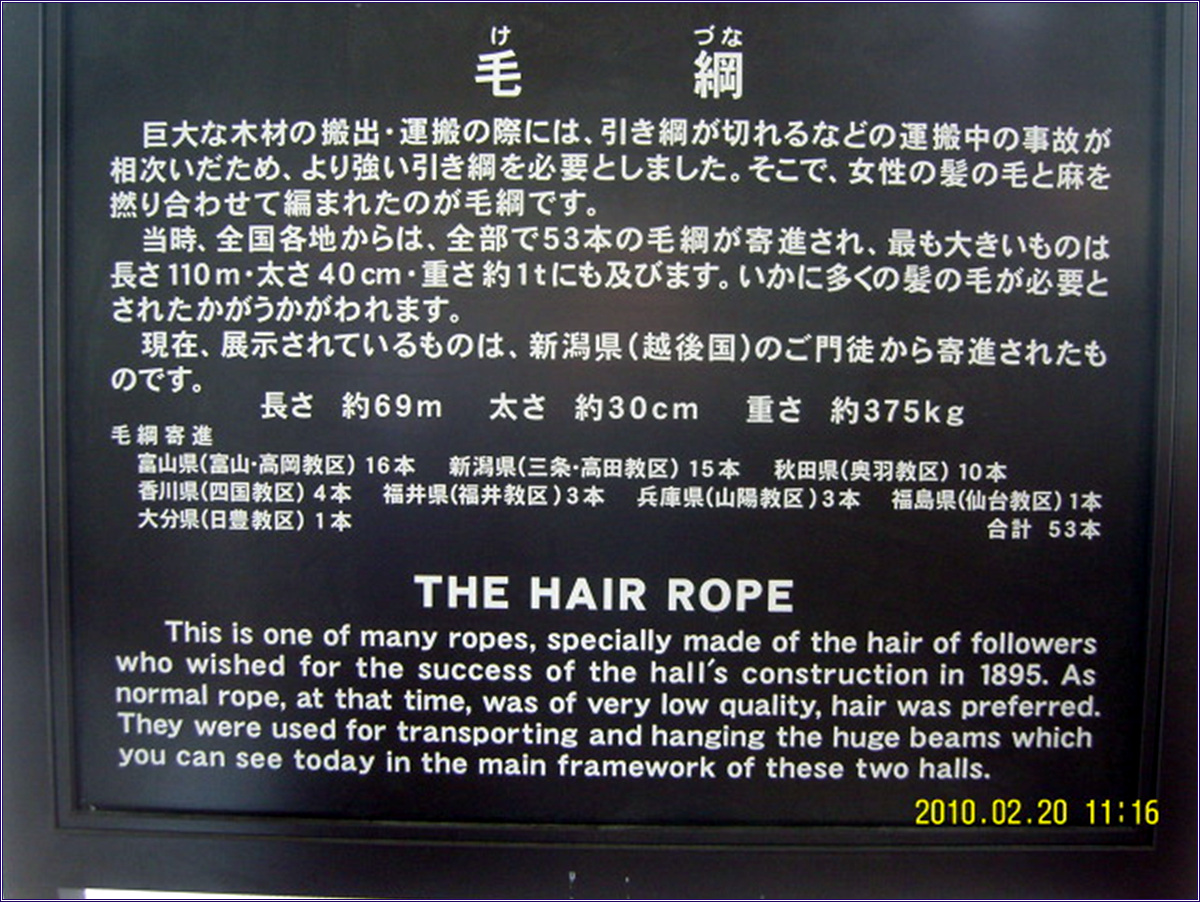 け づな
毛 綱
巨大な木材の搬出・運搬の際には、引き綱が切れるなどの運搬中の事故が
相次いだため、より強い引き綱を必要としました。そこで、女性の髪の毛と麻を
撚り合わせて編まれたのが毛綱です。
当時、全国各地からは、全部で53本の毛綱が寄進され、最も大きいものは
長さ110m・太さ40cm・重さ約1tにも及びます。いかに多くの髪の毛が必要と
されたかがうかがわれます。
現在、展示されているものは、新潟県(越後国)のご門徒から寄進されたも
のです。
長さ 約69m 太さ 約30cm 重さ 約375kg
毛綱寄進
富山県(富山・高岡教区) 16本 新潟県(三条・高田教区) 15本 秋田県(奥羽教区) 10本
香川県(四国教区) 4本 福井県(福井教区) 3本 兵庫県(山陽教区) 3本 福島県(仙台教区) 1本
大分県(日豊教区) 1本 合計 53本
THE HAIR ROPE
This is one of many ropes, specially made of the hair of followers
who wished for the success of the hall's construction in 1895. As
normal rope, at that time, was of very low quality, hair was preferred.
They were used for transporting and hanging the huge beams which
you can see today in the main framework of these two halls.
2010.02.20 11:16